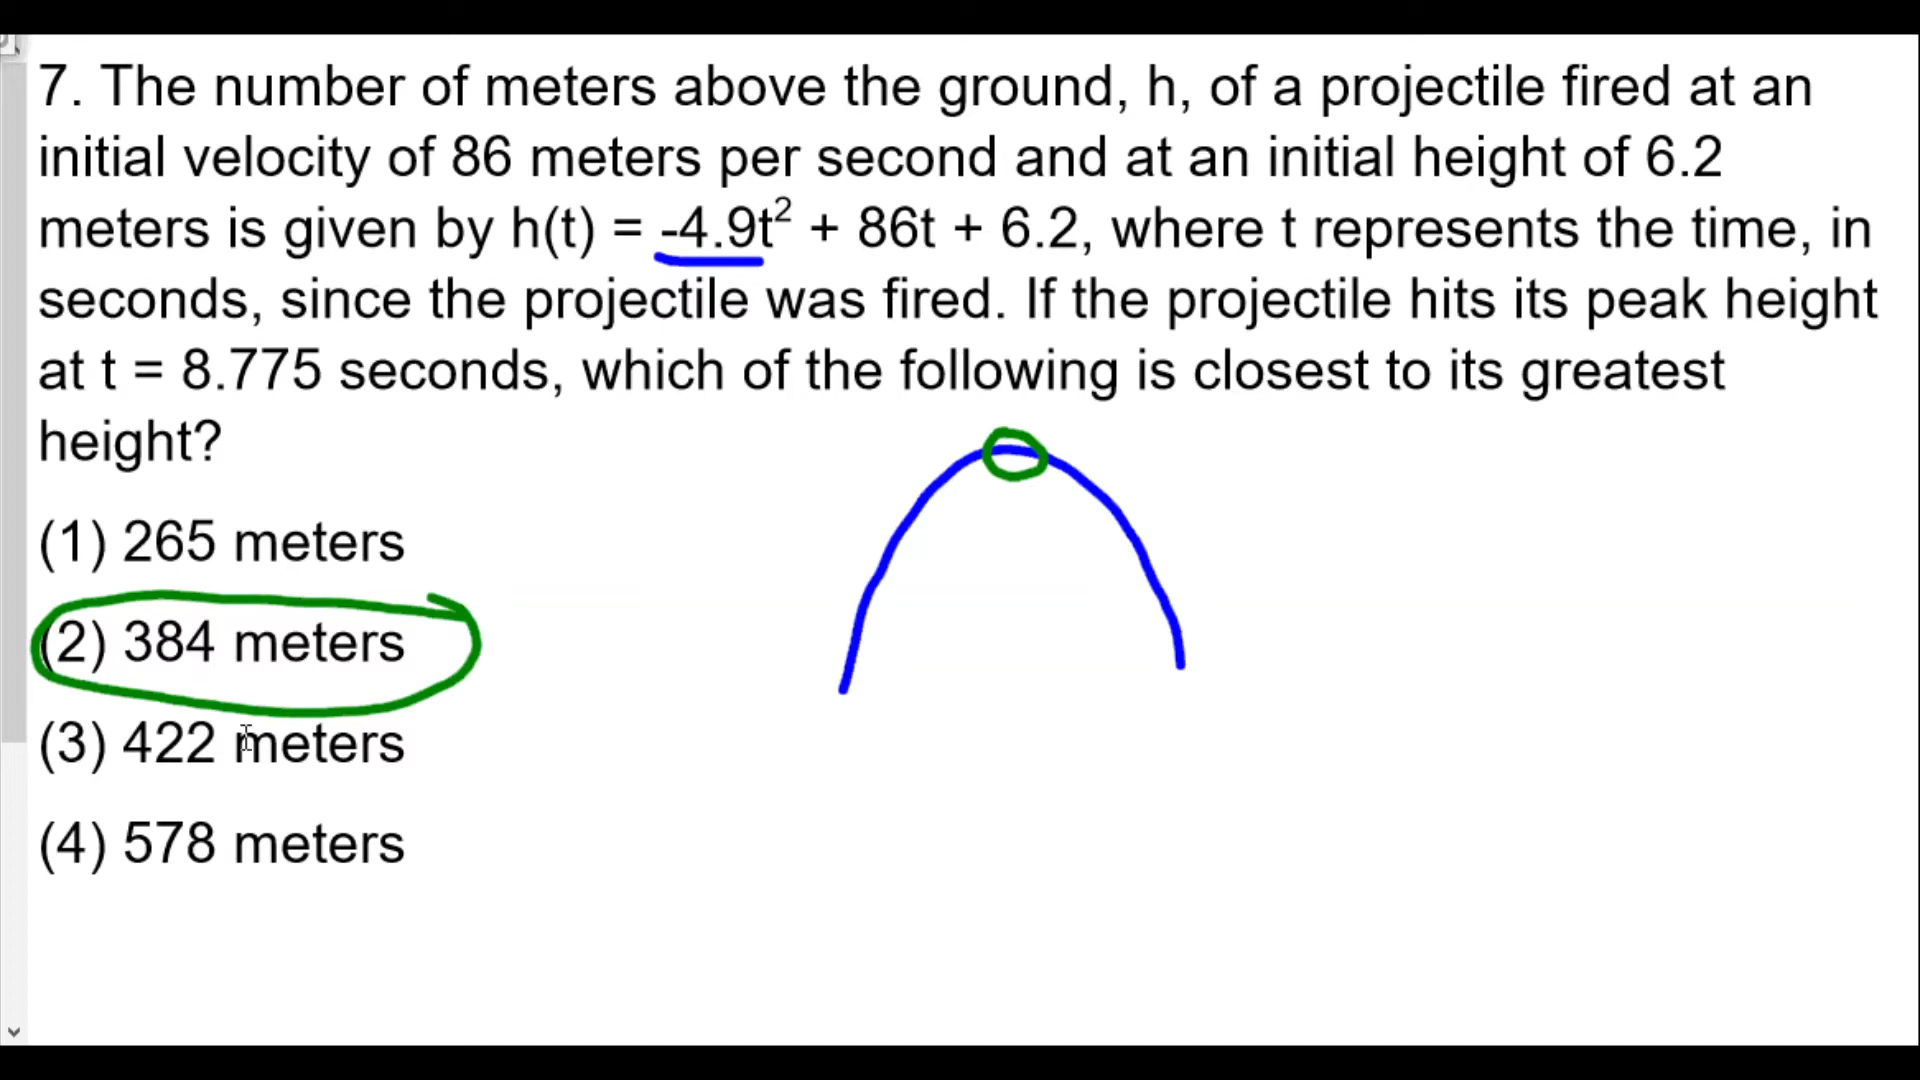 7. The number of meters above the ground, h, of a projectile fired at an
initial velocity of 86 meters per second and at an initial height of 6.2
meters is given by h(t) = -4.9t² + 86t + 6.2, where t represents the time, in
seconds, since the projectile was fired. If the projectile hits its peak height
at t = 8.775 seconds, which of the following is closest to its greatest
height?
(1) 265 meters
(2) 384 meters
(3) 422 meters
(4) 578 meters